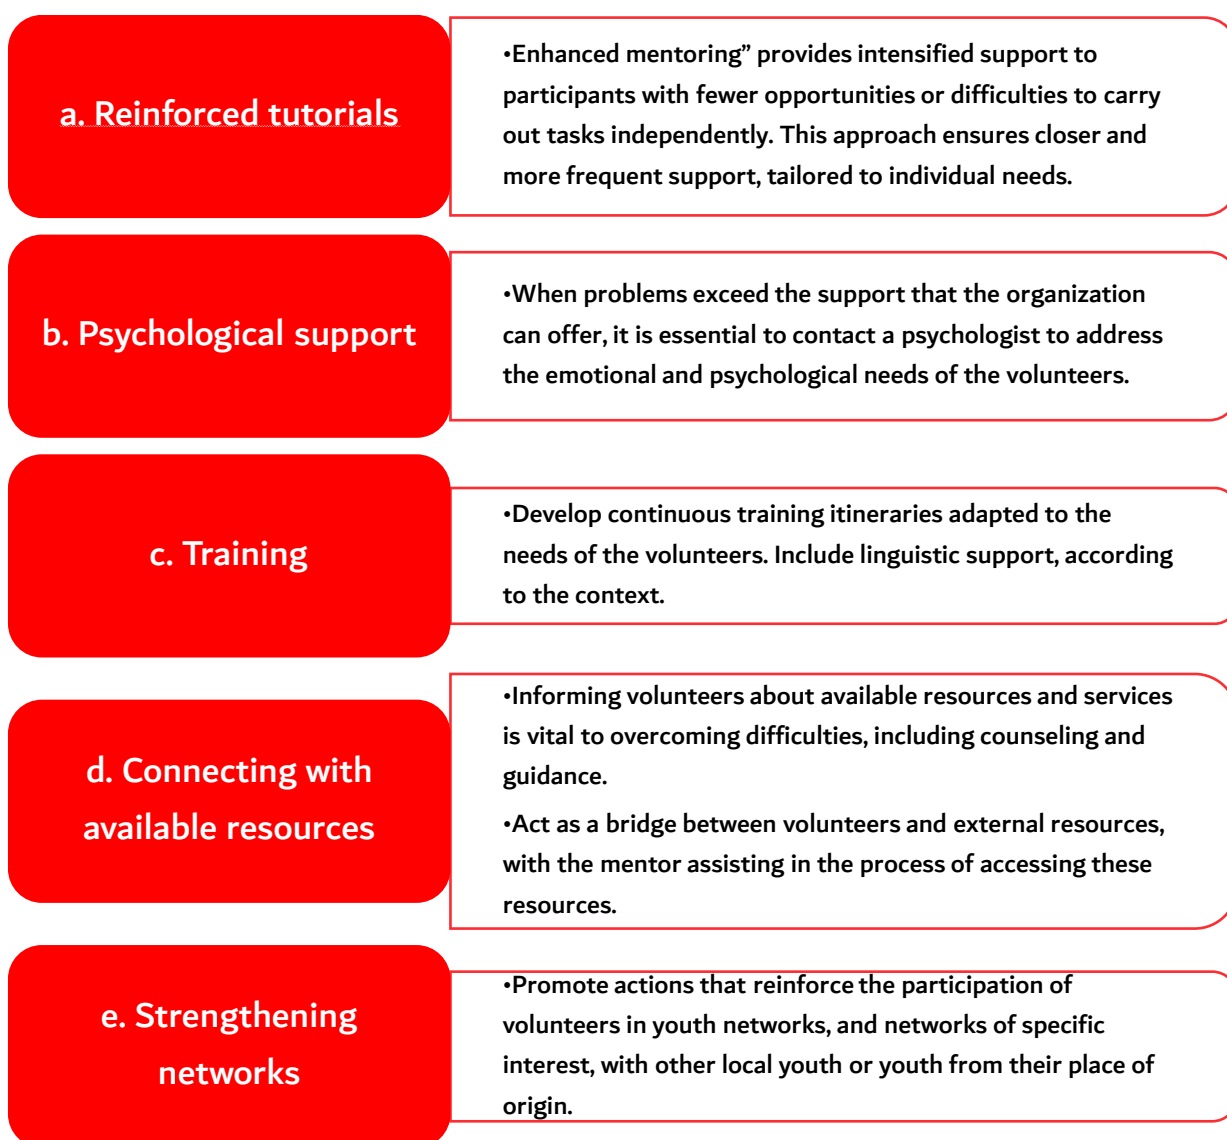 a. Reinforced tutorials
•Enhanced mentoring” provides intensified support to
participants with fewer opportunities or difficulties to carry
out tasks independently. This approach ensures closer and
more frequent support, tailored to individual needs.
b. Psychological support
•When problems exceed the support that the organization
can offer, it is essential to contact a psychologist to address
the emotional and psychological needs of the volunteers.
c. Training
•Develop continuous training itineraries adapted to the
needs of the volunteers. Include linguistic support, according
to the context.
d. Connecting with
available resources
•Informing volunteers about available resources and services
is vital to overcoming difficulties, including counseling and
guidance.
•Act as a bridge between volunteers and external resources,
with the mentor assisting in the process of accessing these
resources.
e. Strengthening
networks
•Promote actions that reinforce the participation of
volunteers in youth networks, and networks of specific
interest, with other local youth or youth from their place of
origin.